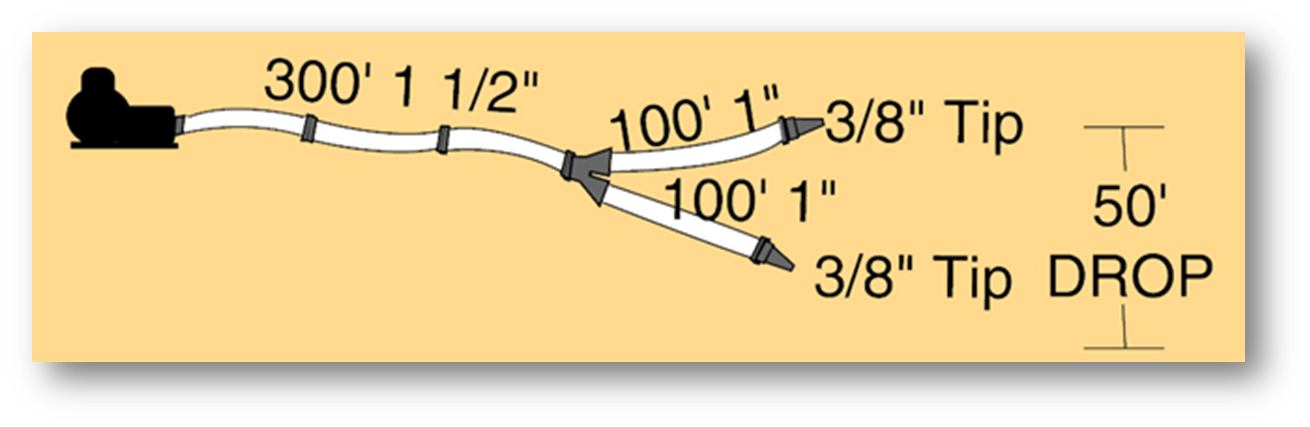 300' 1 1/2"
100' 1"
3/8" Tip
100' 1"
3/8" Tip
50'
DROP